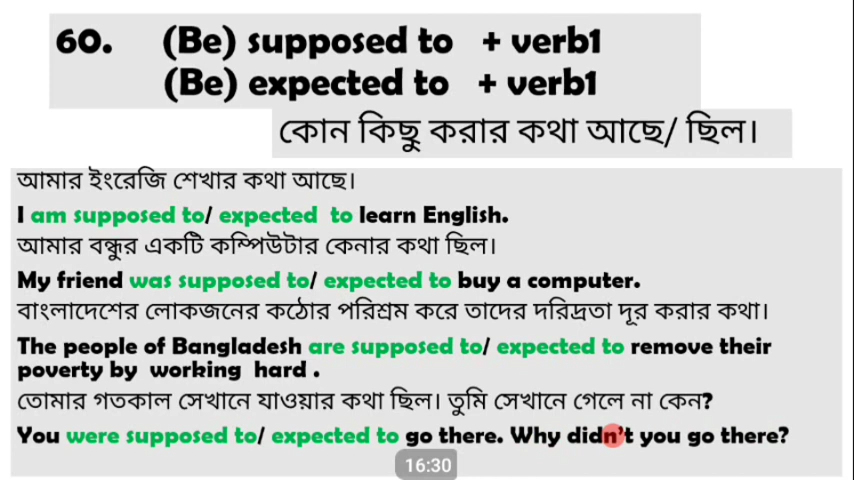 60. (Be) supposed to + verb1
(Be) expected to + verb1
কোন কিছু করার কথা আছে/ ছিল।
আমার ইংরেজি শেখার কথা আছে।
I am supposed to/ expected to learn English.
আমার বন্ধুর একটি কম্পিউটার কেনার কথা ছিল।
My friend was supposed to/ expected to buy a computer.
বাংলাদেশের লোকজনের কঠোর পরিশ্রম করে তাদের দরিদ্রতা দূর করার কথা।
The people of Bangladesh are supposed to/ expected to remove their
poverty by working hard .
তোমার গতকাল সেখানে যাওয়ার কথা ছিল। তুমি সেখানে গেলে না কেন?
You were supposed to/ expected to go there. Why didn't you go there?
16:30